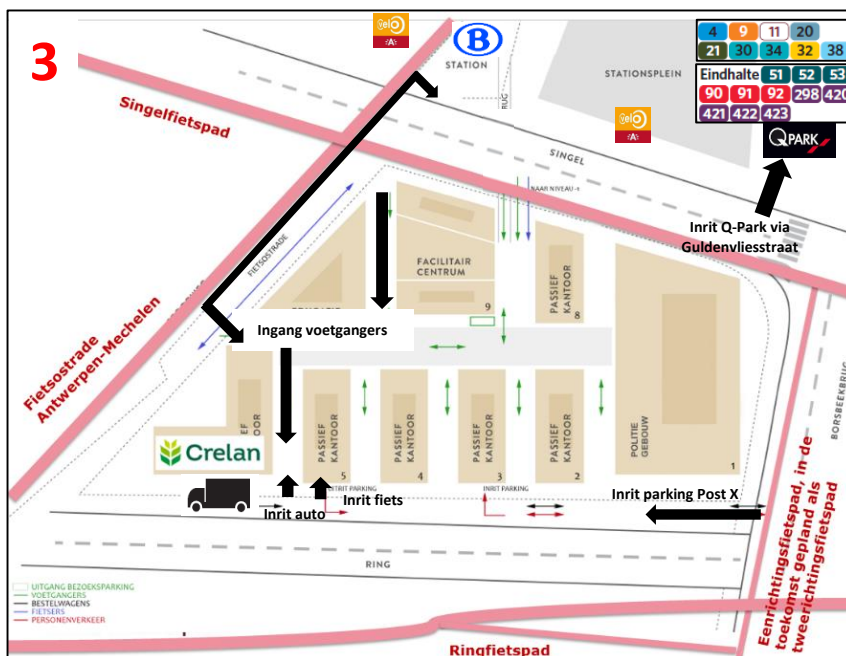 3
velo
A
B
STATION
STATIONSPLEIN
RUG
velo
A
4 9 11 20
21 30 34 32 38
Eindhalte 51 52 53
90 91 92 298 420
421 422 423
QPARK
Singelfietspad
SINGEL
NAAR NIVEAU
Inrit Q-Park via
Guldenvliesstraat
FIETSOSTRADE
FACILITAIR
CENTRUM
9
PASSIEF
KANTOOR
8
Ingang voetgangers
Fietsostrade
Antwerpen-Mechelen
BORSBEEKBRUG
Crelan
PASSIEF
KANTOOR
5
PASSIEF
KANTOOR
4
PASSIEF
KANTOOR
3
PASSIEF
KANTOOR
2
POLITIE
GEBOUW
1
PARKING
INRIT PARKING
Inrit fiets
Inrit auto
Inrit parking Post X
Eenrichtingsfietspad, in de
toekomst gepland als
tweerichtingsfietspad
RING
UITGANG BEZOEKSPARKING
VOETGANGERS
BESTELWAGENS
FIETSERS
PERSONENVERKEER
Ringfietspad